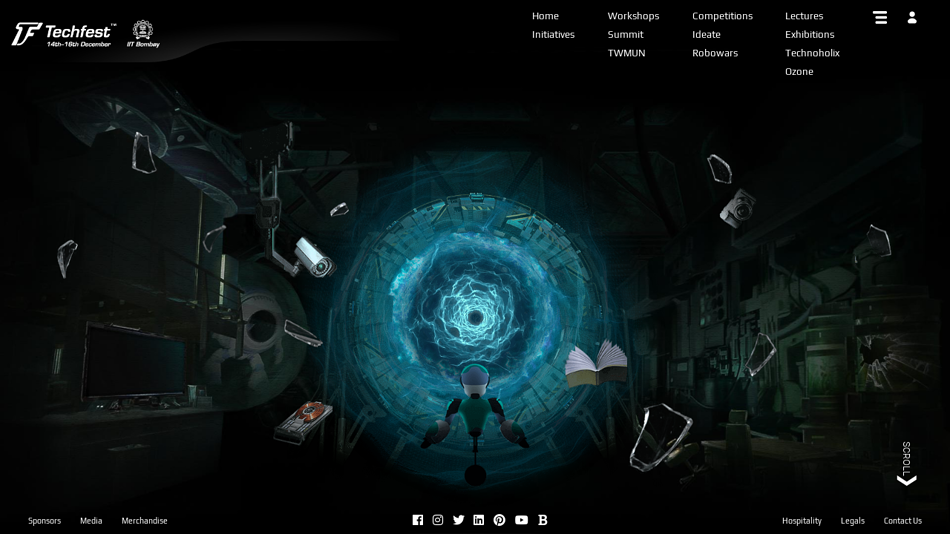 Techfest™
14th-16th December
IIT Bombay
Home
Initiatives
Workshops
Summit
TWMUN
Competitions
Ideate
Robowars
Lectures
Exhibitions
Technoholix
Ozone
SCROLL
Sponsors
Media
Merchandise
Hospitality
Legals
Contact Us